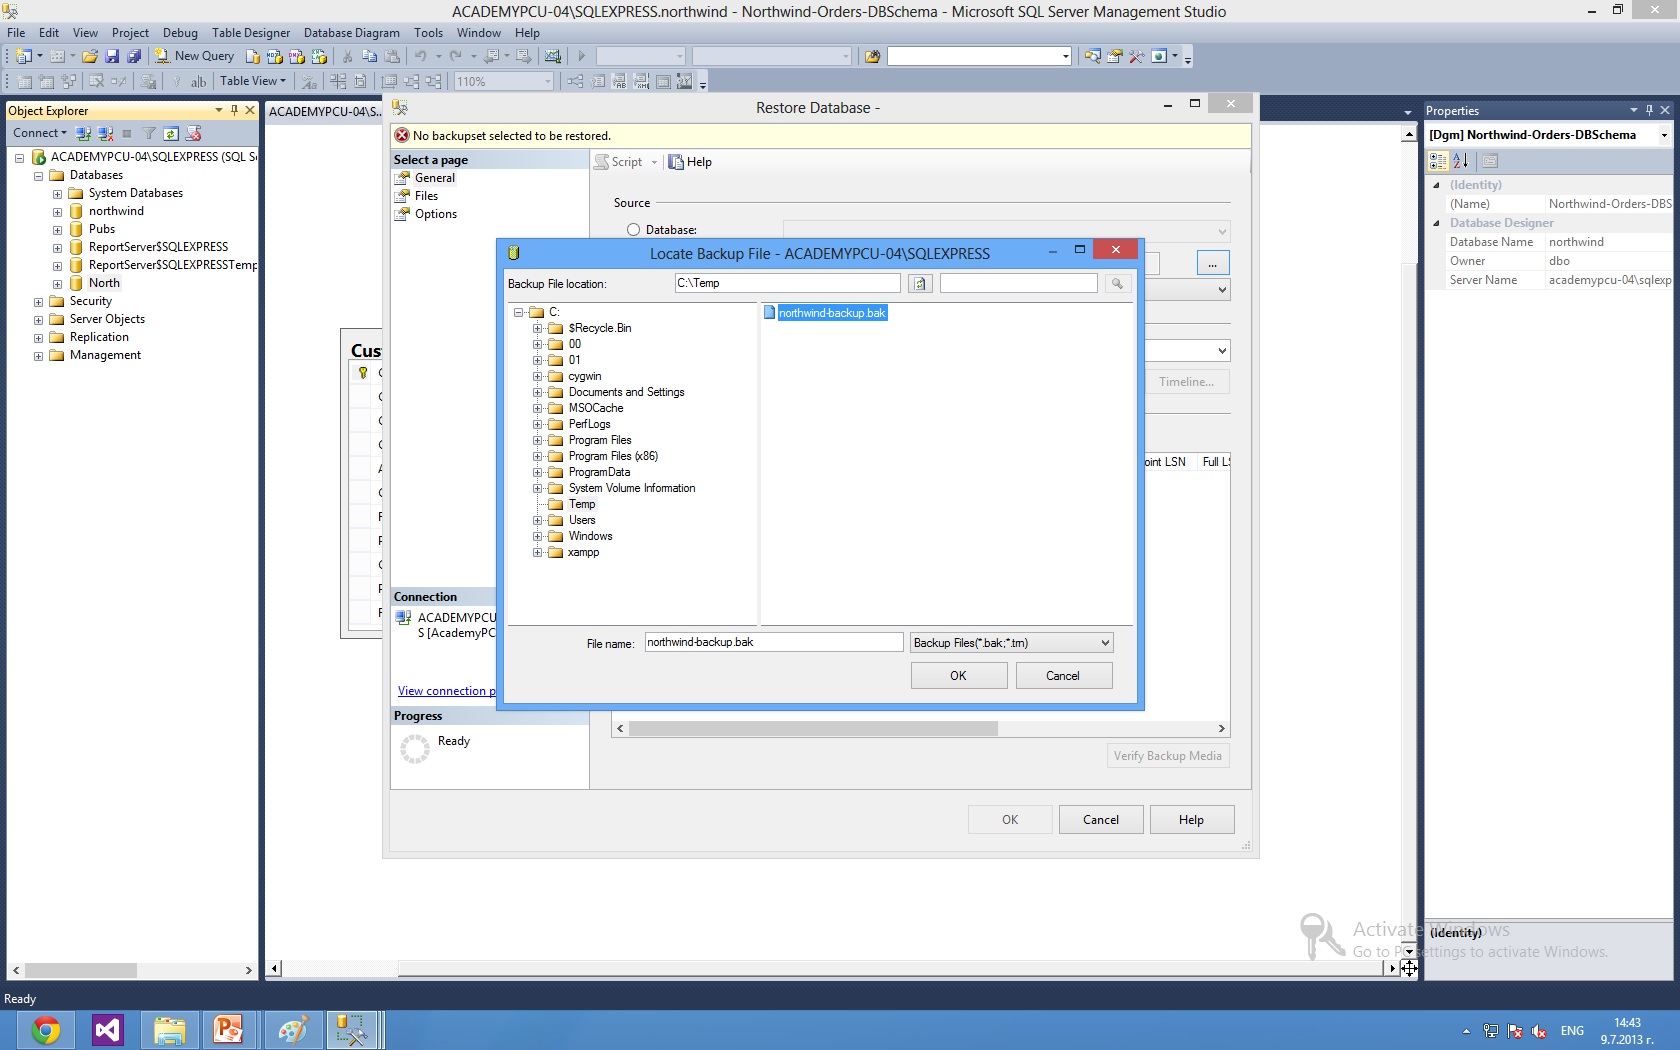 ACADEMYPCU-04\SQLEXPRESS.northwind - Northwind-Orders-DBSchema - Microsoft SQL Server Management Studio
File Edit View Project Debug Table Designer Database Diagram Tools Window Help
New Query
Table View
110%
Object Explorer
Connect
ACADEMYPCU-04\SQLEXPRESS (SQL S
Databases
System Databases
northwind
Pubs
ReportServer$SQLEXPRESS
ReportServer$SQLEXPRESSTemp
North
Security
Server Objects
Replication
Management
ACADEMYPCU-04\S...
Cus
Restore Database -
No backupset selected to be restored.
Select a page
General
Files
Options
Script Help
Source
Database:
...
Timeline...
oint LSN Full LS
Connection
ACADEMYPCU
S [AcademyPC
View connection p
Progress
Ready
Verify Backup Media
OK Cancel Help
Locate Backup File - ACADEMYPCU-04\SQLEXPRESS
Backup File location: C:\Temp
C:
$Recycle.Bin
00
01
cygwin
Documents and Settings
MSOCache
PerfLogs
Program Files
Program Files (x86)
ProgramData
System Volume Information
Temp
Users
Windows
xampp
northwind-backup.bak
File name: northwind-backup.bak Backup Files(*.bak;*.trn)
OK Cancel
Properties
[Dgm] Northwind-Orders-DBSchema
(Identity)
(Name) Northwind-Orders-DBS
Database Designer
Database Name northwind
Owner dbo
Server Name academypcu-04\sqlexp
(Identity)
Activate Windows
Go to PC settings to activate Windows.
Ready
ENG
14:43
9.7.2013 г.